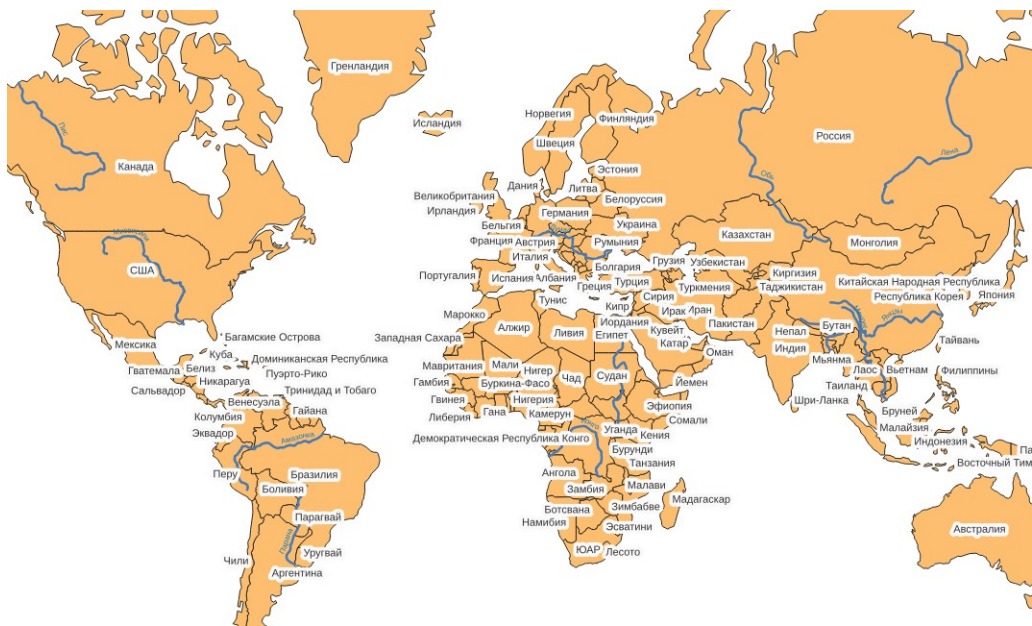 Гренландия
Исландия
Норвегия
Финляндия
Швеция
Россия
Пис
Канада
Обь
Лена
Эстония
Дания
Литва
Великобритания
Белоруссия
Ирландия
Германия
Бельгия
Украина
Казахстан
Франция
Австрия
Румыния
Монголия
США
Италия
Болгария
Грузия
Узбекистан
Киргизия
Португалия
Испания
Албания
Греция
Турция
Туркмения
Таджикистан
Китайская Народная Республика
Республика Корея
Япония
Тунис
Кипр
Сирия
Ирак
Иран
Марокко
Иордания
Янцзы
Западная Сахара
Алжир
Ливия
Египет
Кувейт
Пакистан
Непал
Бутан
Тайвань
Мексика
Багамские Острова
Катар
Индия
Оман
Куба
Доминиканская Республика
Мьянма
Гватемала
Белиз
Пуэрто-Рико
Мавритания
Мали
Нигер
Чад
Судан
Лаос
Вьетнам
Филиппины
Сальвадор
Никарагуа
Тринидад и Тобаго
Гамбия
Буркина-Фасо
Йемен
Таиланд
Венесуэла
Гвинея
Нигерия
Эфиопия
Шри-Ланка
Колумбия
Гайана
Либерия
Гана
Камерун
Сомали
Бруней
Эквадор
Амазонка
Демократическая Республика Конго
Конго
Уганда
Кения
Малайзия
Индонезия
Бурунди
Па
Перу
Бразилия
Ангола
Танзания
Восточный Тим
Боливия
Замбия
Малави
Мадагаскар
Парагвай
Ботсвана
Зимбабве
Намибия
Эсватини
Австралия
Парана
Чили
Уругвай
ЮАР
Лесото
Аргентина